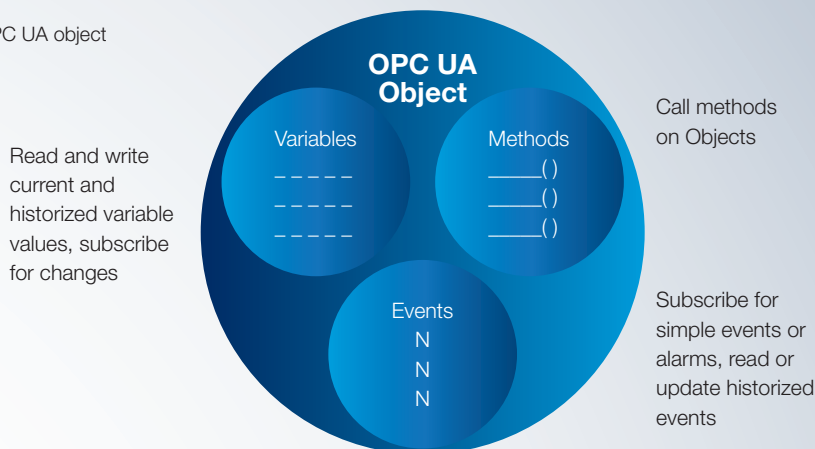 PC UA object
OPC UA
Object
Variables
_ _ _ _ _
_ _ _ _ _
_ _ _ _ _
Methods
_____( )
_____( )
_____( )
Events
N
N
N
Read and write
current and
historized variable
values, subscribe
for changes
Call methods
on Objects
Subscribe for
simple events or
alarms, read or
update historized
events